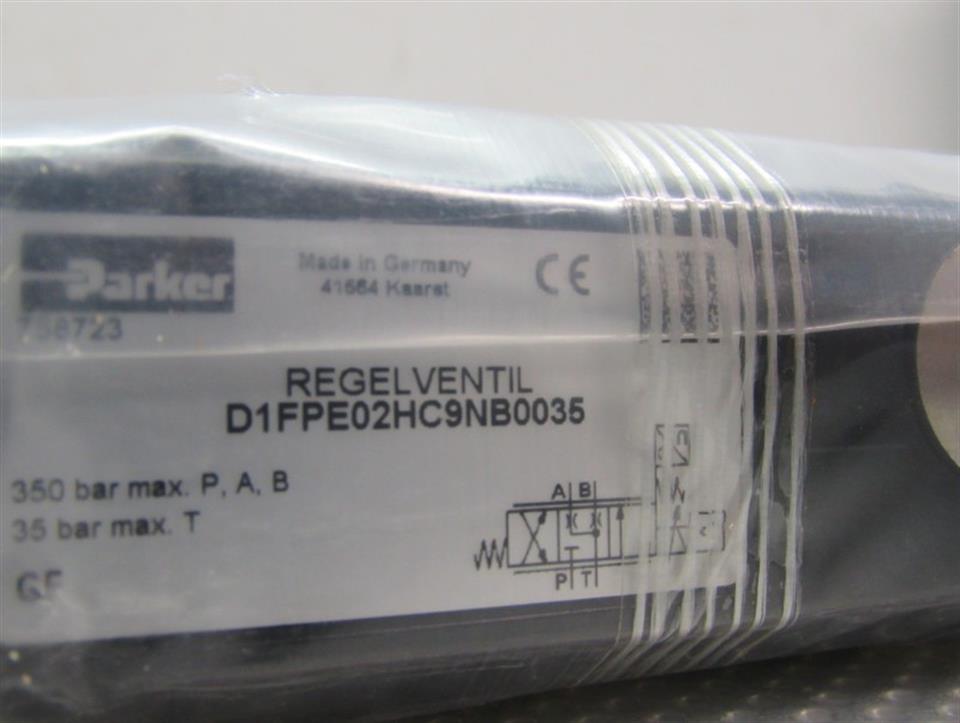 Parker
Made in Germany
41564 Kaarst
CE
758723
REGELVENTIL
D1FPE02HC9NB0035
350 bar max. P, A, B
35 bar max. T
A B
P T